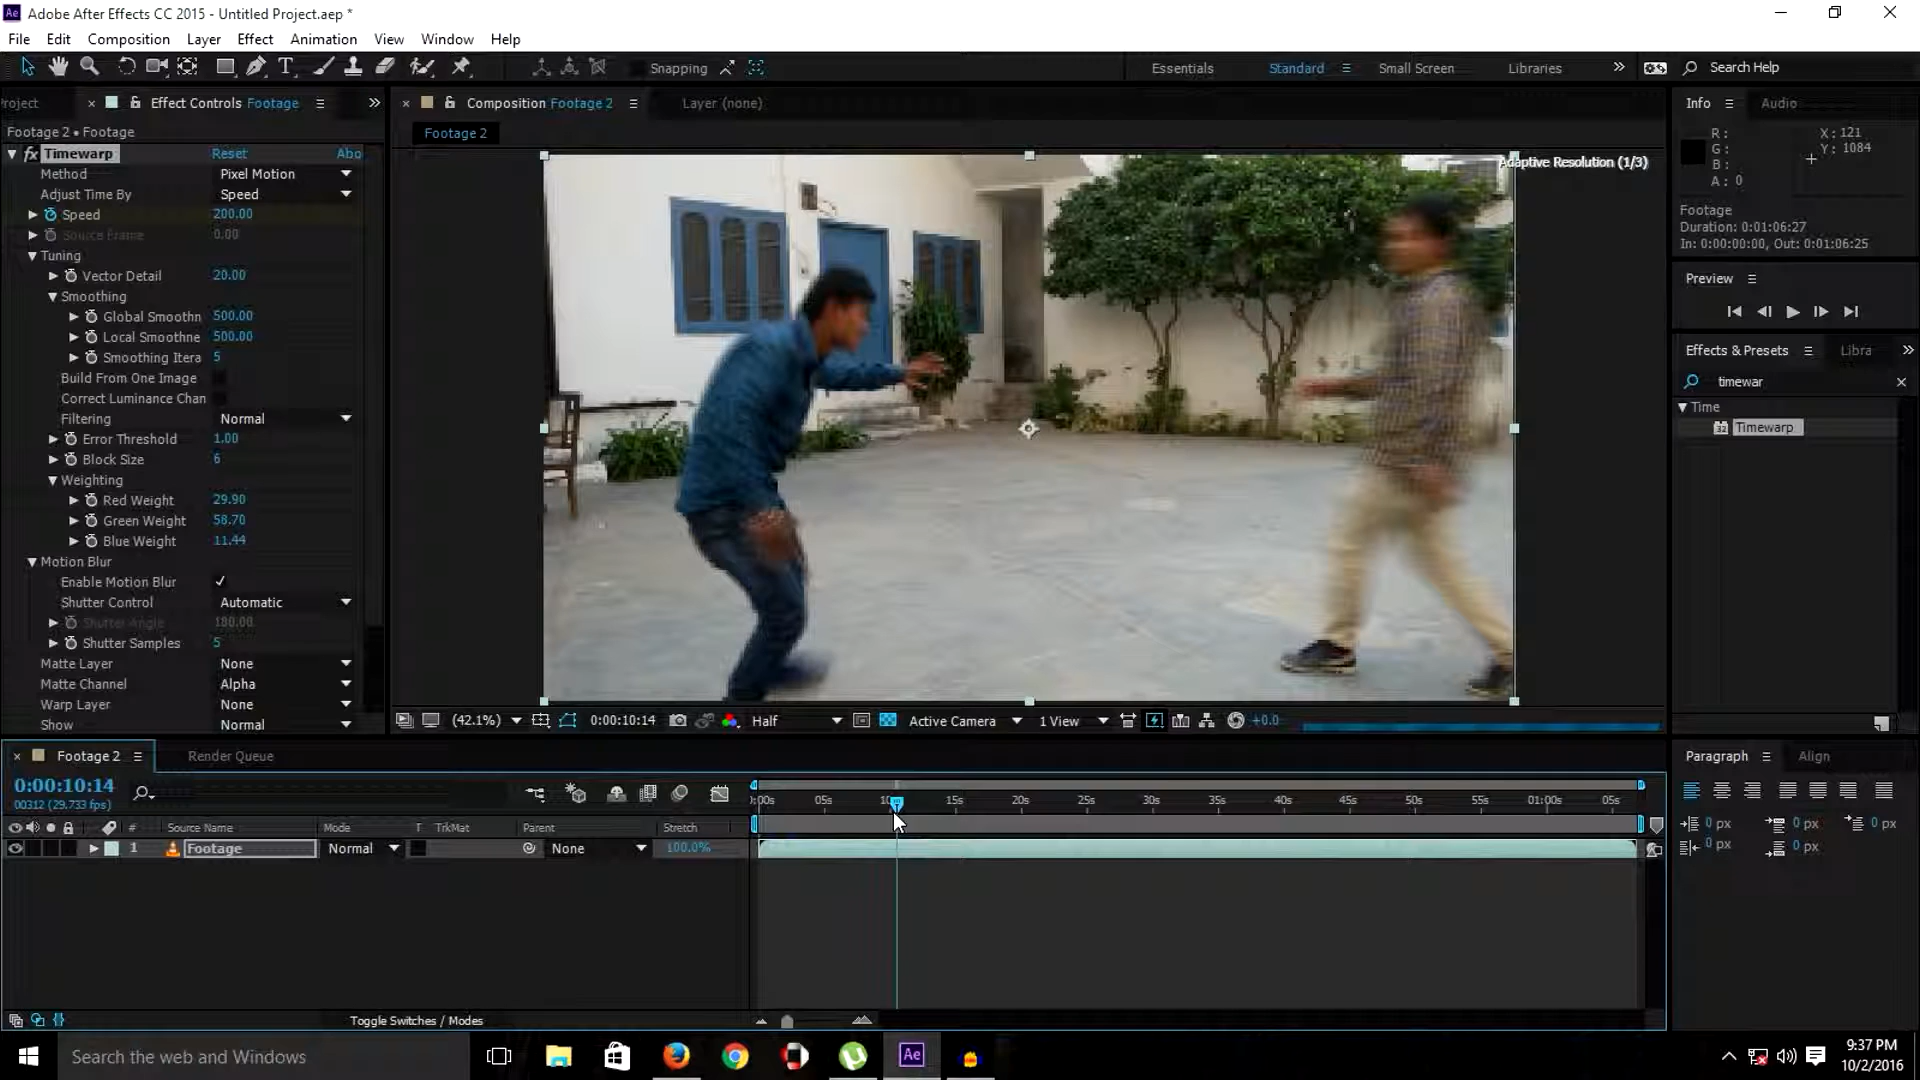 Adobe After Effects CC 2015 - Untitled Project.aep *
File Edit Composition Layer Effect Animation View Window Help
Snapping
Essentials Standard Small Screen Libraries Search Help
roject Effect Controls Footage
Composition Footage 2 Layer (none)
Info Audio
Footage 2 • Footage
Footage 2
fx Timewarp Reset Abo
Method Pixel Motion
Adjust Time By Speed
Speed 200.00
Source Frame 0.00
Tuning
Vector Detail 20.00
Smoothing
Global Smoothn 500.00
Local Smoothne 500.00
Smoothing Itera 5
Build From One Image
Correct Luminance Chan
Filtering Normal
Error Threshold 1.00
Block Size 6
Weighting
Red Weight 29.90
Green Weight 58.70
Blue Weight 11.44
Motion Blur
Enable Motion Blur
Shutter Control Automatic
Shutter Angle 180.00
Shutter Samples 5
Matte Layer None
Matte Channel Alpha
Warp Layer None
Show Normal
Adaptive Resolution (1/3)
(42.1%) 0:00:10:14 Half Active Camera 1 View +0.0
R: X: 121
G: Y: 1084
B:
A: 0
Footage
Duration: 0:01:06:27
In: 0:00:00:00, Out: 0:01:06:25
Preview
Effects & Presets Libra
timewar
Time
32 Timewarp
Footage 2 Render Queue
0:00:10:14
00312 (29.733 fps)
:00s 05s 10 15s 20s 25s 30s 35s 40s 45s 50s 55s 01:00s 05s
# Source Name Mode T TrkMat Parent Stretch
1 Footage Normal None 100.0%
Toggle Switches / Modes
Paragraph Align
0 px 0 px 0 px
0 px 0 px
Search the web and Windows
Ae
9:37 PM
10/2/2016